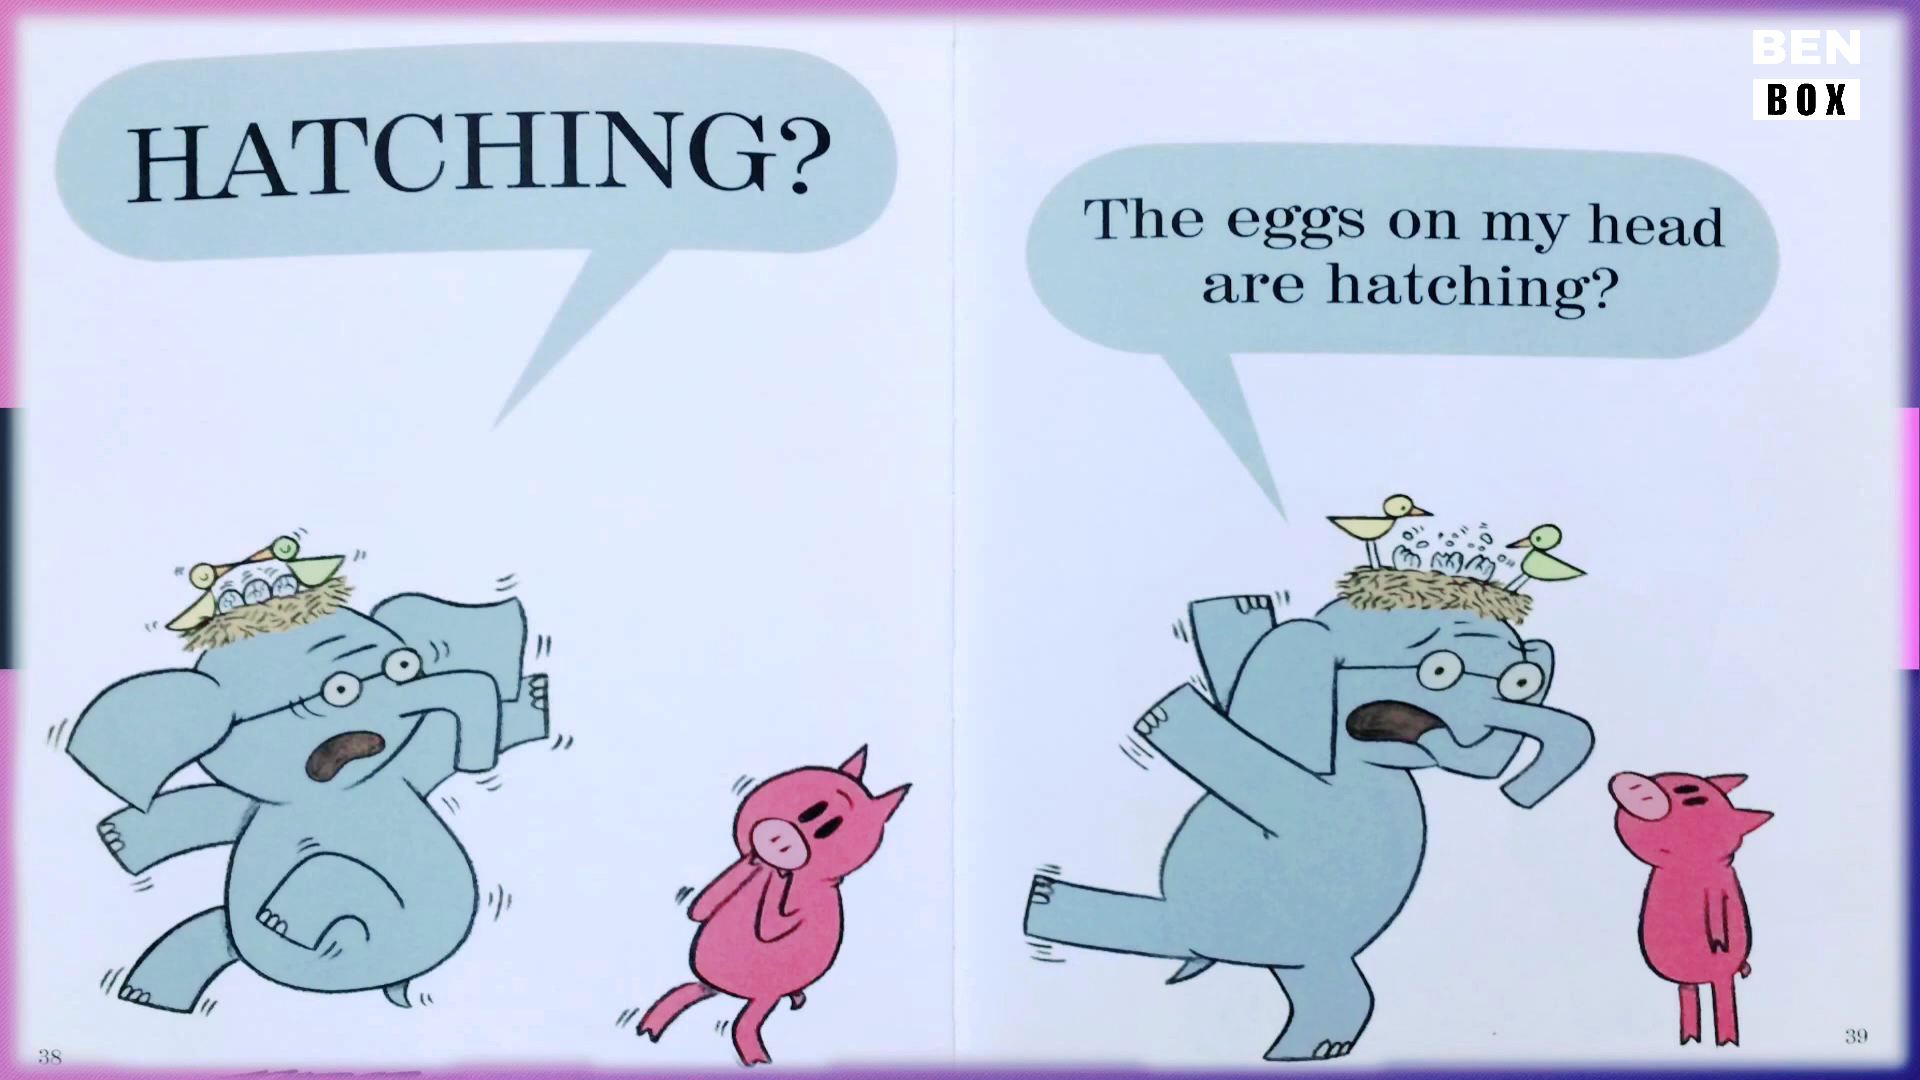 HATCHING?
38
BEN
BOX
The eggs on my head
are hatching?
39